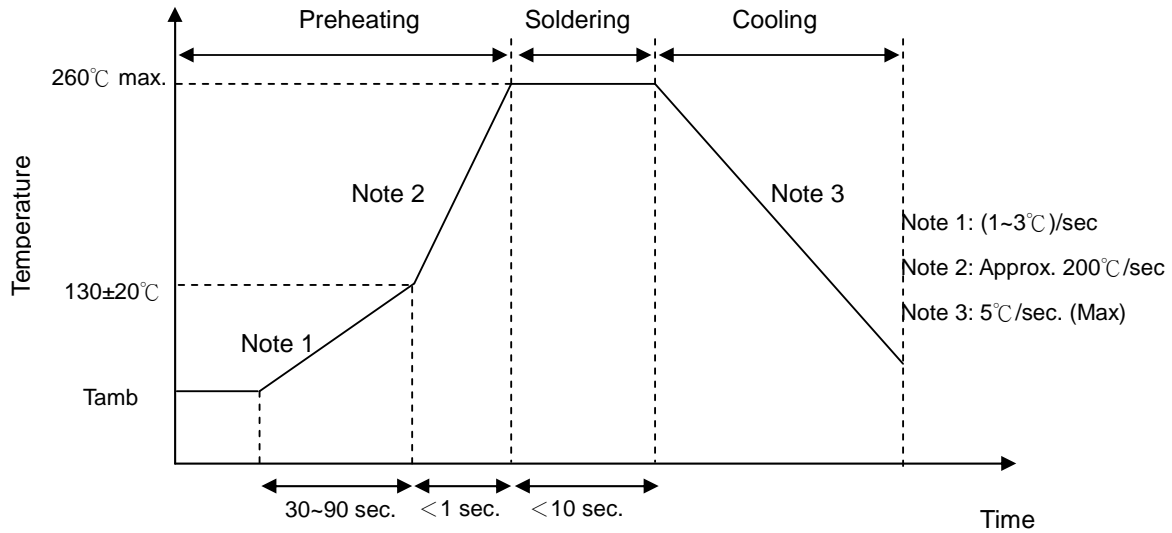 Preheating Soldering Cooling
260℃ max.
Note 2 Note 3
Temperature
Note 1: (1~3℃)/sec
Note 2: Approx. 200℃/sec
130±20℃
Note 3: 5℃/sec. (Max)
Note 1
Tamb
30~90 sec. <1 sec. <10 sec.
Time